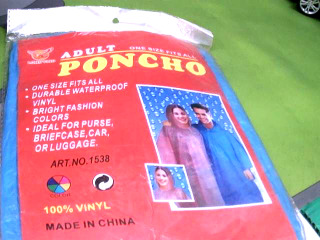 ADULT
ONE SIZE FITS ALL
PONCHO
• ONE SIZE FITS ALL
• DURABLE WATERPROOF
VINYL
• BRIGHT FASHION
COLORS
• IDEAL FOR PURSE,
BRIEFCASE, CAR,
OR LUGGAGE.
ART.NO.1538
COLOR
100% VINYL
MADE IN CHINA